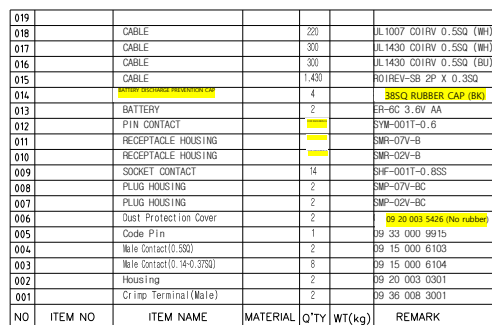 019
018 CABLE 220 UL1007 COIRV 0.5SQ (WH)
017 CABLE 300 UL1430 COIRV 0.5SQ (WH)
016 CABLE 300 UL1430 COIRV 0.5SQ (BU)
015 CABLE 1,430 ROIREV-SB 2P X 0.3SQ
014 BATTERY DISCHARGE PREVENTION CAP 4 38SQ RUBBER CAP (BK)
013 BATTERY 2 ER-6C 3.6V AA
012 PIN CONTACT SYM-001T-0.6
011 RECEPTACLE HOUSING SMR-07V-B
010 RECEPTACLE HOUSING SMR-02V-B
009 SOCKET CONTACT 14 SHF-001T-0.8SS
008 PLUG HOUSING 2 SMP-07V-BC
007 PLUG HOUSING 2 SMP-02V-BC
006 Dust Protection Cover 2 09 20 003 5426 (No rubber)
005 Code Pin 1 09 33 000 9915
004 Male Contact(0.5SQ) 2 09 15 000 6103
003 Male Contact(0.14-0.37SQ) 8 09 15 000 6104
002 Housing 2 09 20 003 0301
001 Crimp Terminal(Male) 2 09 36 008 3001
NO ITEM NO ITEM NAME MATERIAL Q'TY WT(kg) REMARK